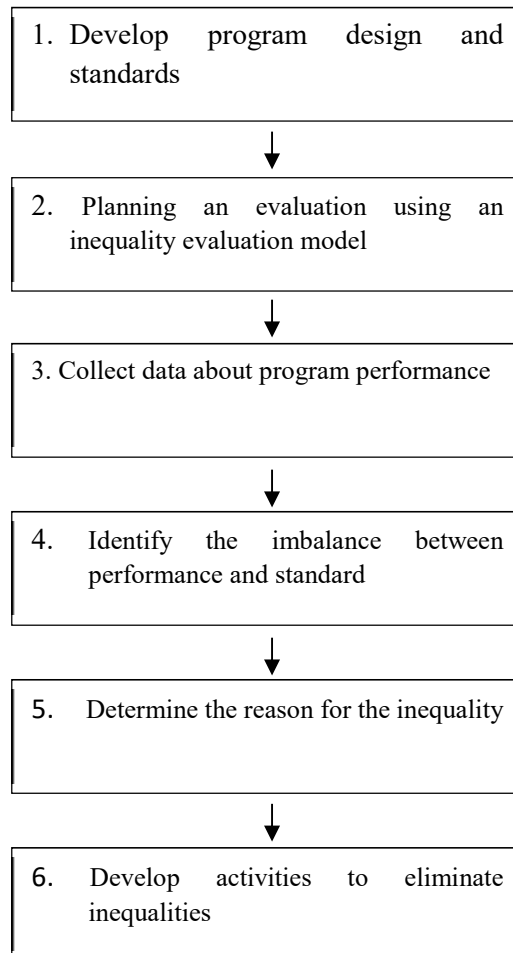 1. Develop program design and
standards
2. Planning an evaluation using an
inequality evaluation model
3. Collect data about program performance
4. Identify the imbalance between
performance and standard
5. Determine the reason for the inequality
6. Develop activities to eliminate
inequalities